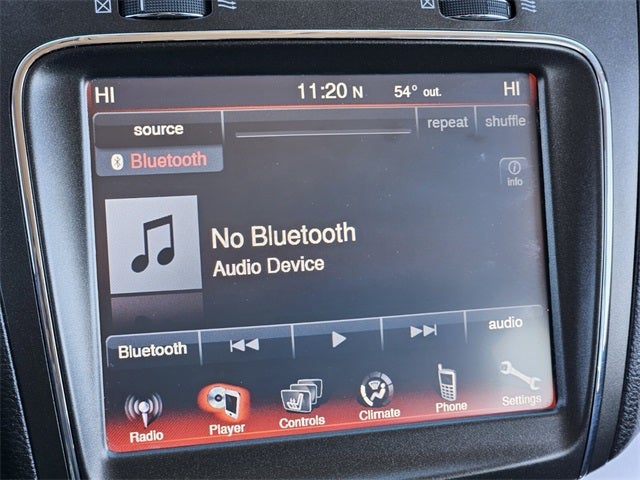 HI 11:20 N 54° out. HI
source repeat shuffle
Bluetooth
info
No Bluetooth
Audio Device
Bluetooth audio
Radio Player Controls Climate Phone Settings